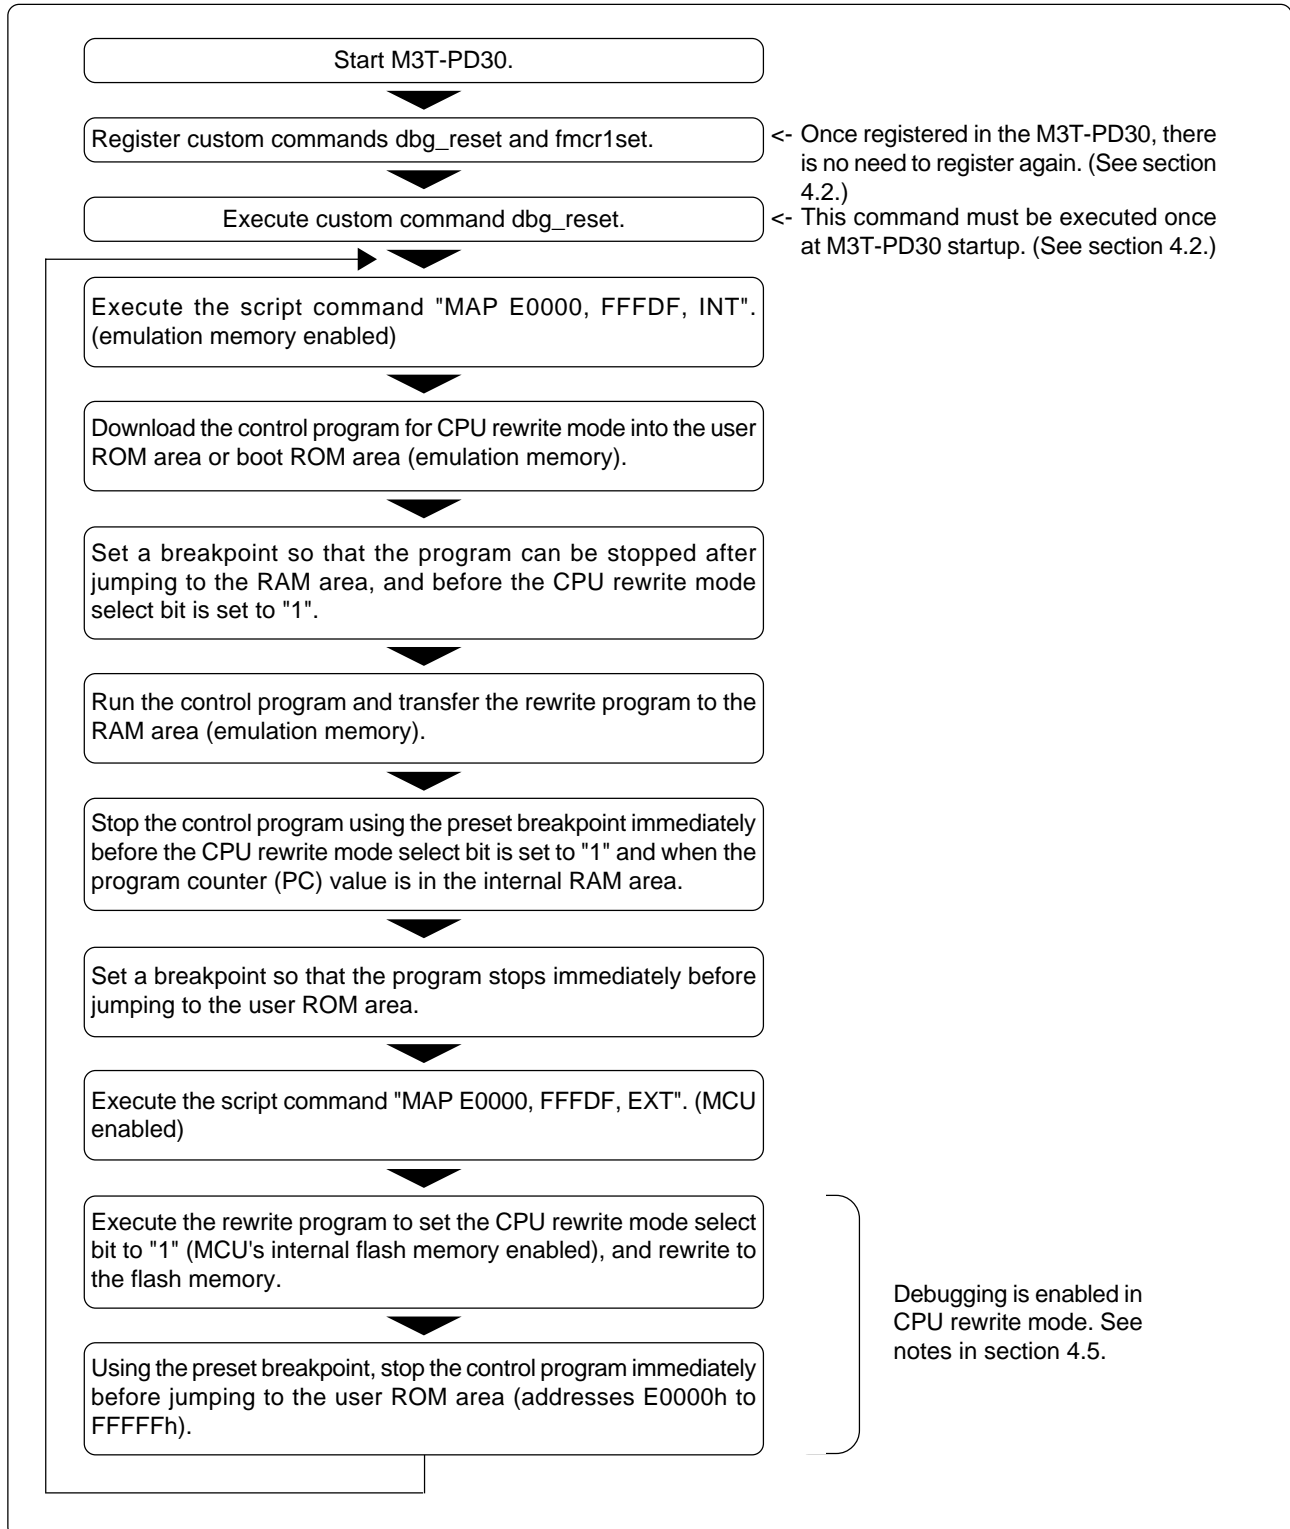 Start M3T-PD30.
Register custom commands dbg_reset and fmcr1set.
<- Once registered in the M3T-PD30, there
is no need to register again. (See section
4.2.)
Execute custom command dbg_reset.
<- This command must be executed once
at M3T-PD30 startup. (See section 4.2.)
Execute the script command "MAP E0000, FFFDF, INT".
(emulation memory enabled)
Download the control program for CPU rewrite mode into the user
ROM area or boot ROM area (emulation memory).
Set a breakpoint so that the program can be stopped after
jumping to the RAM area, and before the CPU rewrite mode
select bit is set to "1".
Run the control program and transfer the rewrite program to the
RAM area (emulation memory).
Stop the control program using the preset breakpoint immediately
before the CPU rewrite mode select bit is set to "1" and when the
program counter (PC) value is in the internal RAM area.
Set a breakpoint so that the program stops immediately before
jumping to the user ROM area.
Execute the script command "MAP E0000, FFFDF, EXT". (MCU
enabled)
Execute the rewrite program to set the CPU rewrite mode select
bit to "1" (MCU's internal flash memory enabled), and rewrite to
the flash memory.
Using the preset breakpoint, stop the control program immediately
before jumping to the user ROM area (addresses E0000h to
FFFFFh).
Debugging is enabled in
CPU rewrite mode. See
notes in section 4.5.